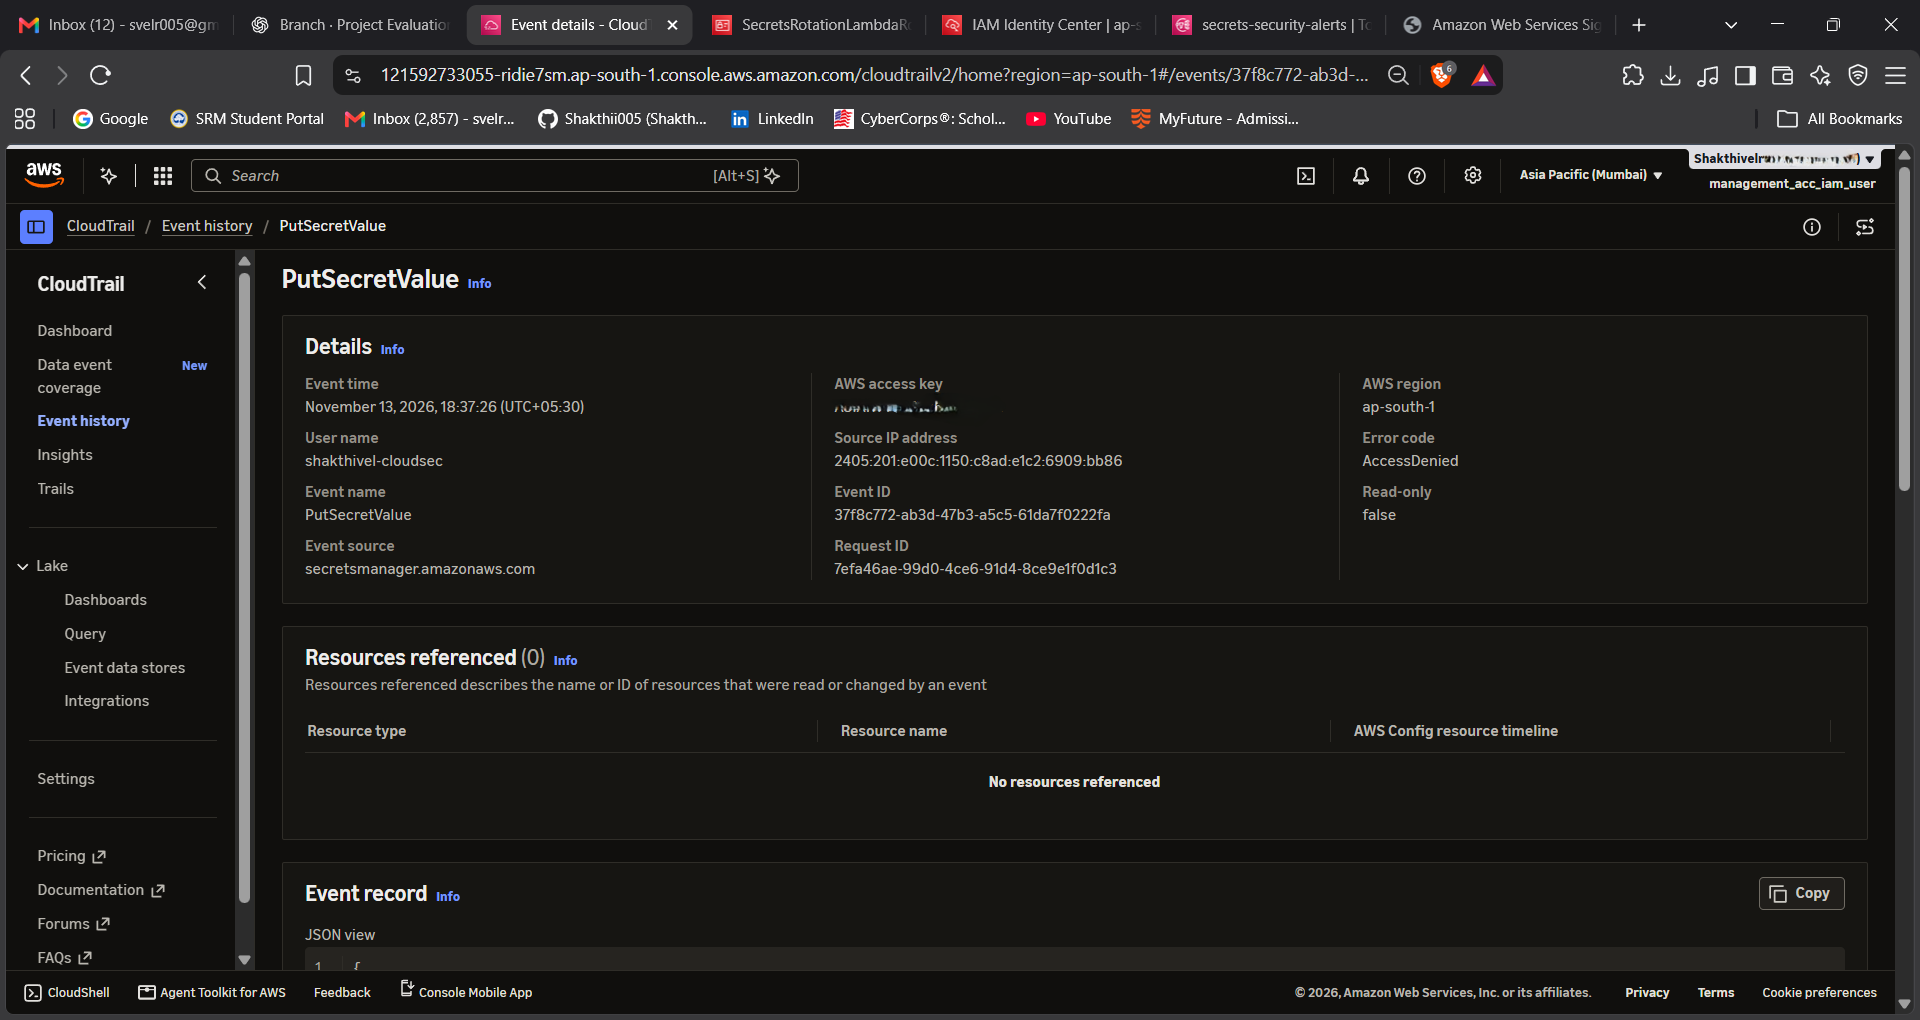 Inbox (12) - svelr005@gm
Branch · Project Evaluatio
Event details - Cloud
SecretsRotationLambdaR
IAM Identity Center | ap-s
secrets-security-alerts | To
Amazon Web Services Sig
121592733055-ridie7sm.ap-south-1.console.aws.amazon.com/cloudtrailv2/home?region=ap-south-1#/events/37f8c772-ab3d-...
6
Google
SRM Student Portal
Inbox (2,857) - svelr...
Shakthii005 (Shakth...
LinkedIn
CyberCorps®: Schol...
YouTube
MyFuture - Admissi...
All Bookmarks
aws
Search
[Alt+S]
Asia Pacific (Mumbai)
management_acc_iam_user
CloudTrail / Event history / PutSecretValue
CloudTrail
Dashboard
Data event
coverage
New
Event history
Insights
Trails
Lake
Dashboards
Query
Event data stores
Integrations
Settings
Pricing
Documentation
Forums
FAQs
PutSecretValue Info
Details Info
Event time
November 13, 2026, 18:37:26 (UTC+05:30)
User name
shakthivel-cloudsec
Event name
PutSecretValue
Event source
secretsmanager.amazonaws.com
AWS access key
Source IP address
2405:201:e00c:1150:c8ad:e1c2:6909:bb86
Event ID
37f8c772-ab3d-47b3-a5c5-61da7f0222fa
Request ID
7efa46ae-99d0-4ce6-91d4-8ce9e1f0d1c3
AWS region
ap-south-1
Error code
AccessDenied
Read-only
false
Resources referenced (0) Info
Resources referenced describes the name or ID of resources that were read or changed by an event
Resource type
Resource name
AWS Config resource timeline
No resources referenced
Event record Info
Copy
JSON view
1 {
CloudShell
Agent Toolkit for AWS
Feedback
Console Mobile App
© 2026, Amazon Web Services, Inc. or its affiliates.
Privacy
Terms
Cookie preferences